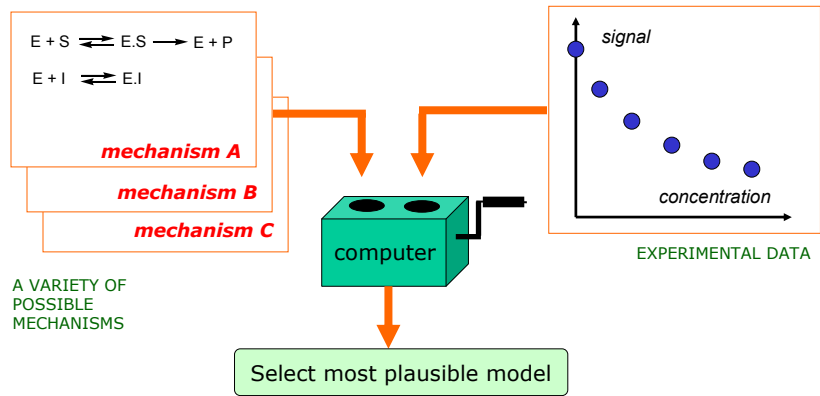 E + S ⇌ E.S → E + P
E + I ⇌ E.I
mechanism A
mechanism B
mechanism C
A VARIETY OF
POSSIBLE
MECHANISMS
signal
concentration
EXPERIMENTAL DATA
computer
Select most plausible model